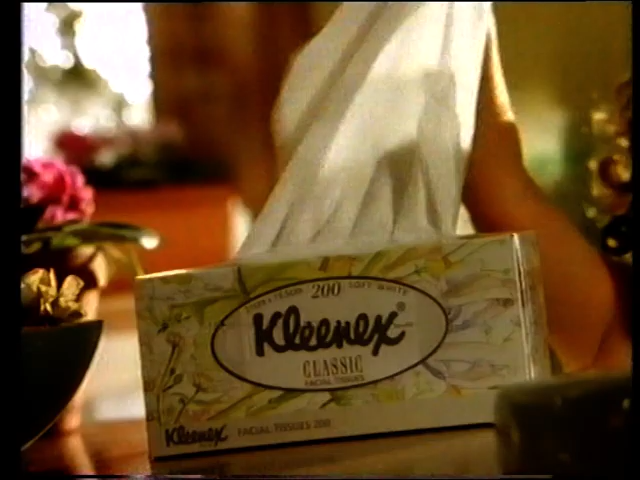 200 SOFT WHITE
Kleenex®
CLASSIC
FACIAL TISSUES
Kleenex FACIAL TISSUES 200